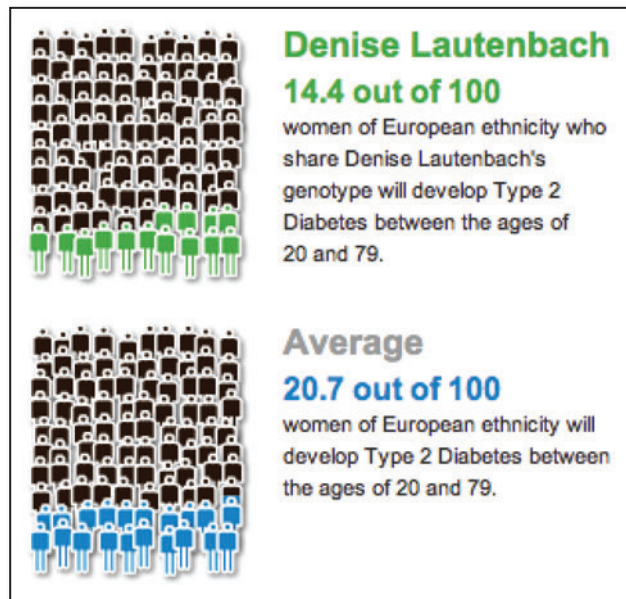 Denise Lautenbach
14.4 out of 100
women of European ethnicity who
share Denise Lautenbach's
genotype will develop Type 2
Diabetes between the ages of
20 and 79.
Average
20.7 out of 100
women of European ethnicity will
develop Type 2 Diabetes between
the ages of 20 and 79.